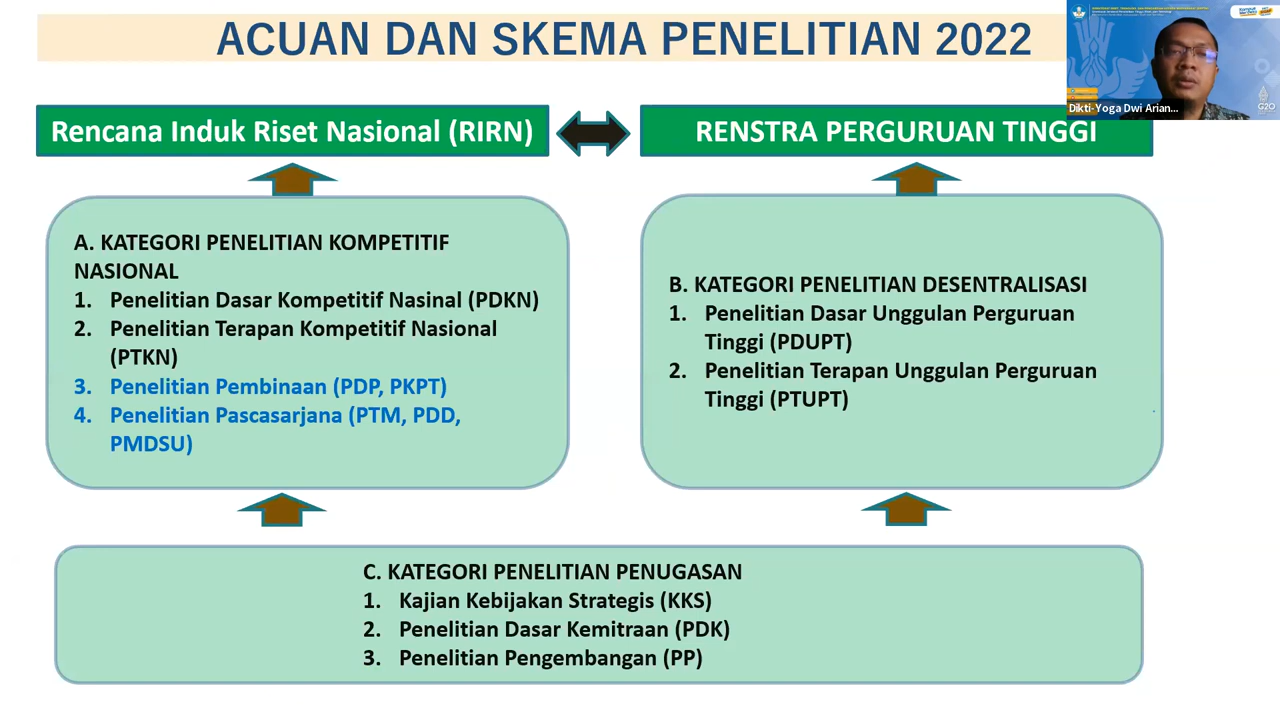 ACUAN DAN SKEMA PENELITIAN 2022
Dikti-Yoga Dwi Arian...
G20
Rencana Induk Riset Nasional (RIRN)
RENSTRA PERGURUAN TINGGI
A. KATEGORI PENELITIAN KOMPETITIF
NASIONAL
1. Penelitian Dasar Kompetitif Nasinal (PDKN)
2. Penelitian Terapan Kompetitif Nasional
(PTKN)
3. Penelitian Pembinaan (PDP, PKPT)
4. Penelitian Pascasarjana (PTM, PDD,
PMDSU)
B. KATEGORI PENELITIAN DESENTRALISASI
1. Penelitian Dasar Unggulan Perguruan
Tinggi (PDUPT)
2. Penelitian Terapan Unggulan Perguruan
Tinggi (PTUPT)
C. KATEGORI PENELITIAN PENUGASAN
1. Kajian Kebijakan Strategis (KKS)
2. Penelitian Dasar Kemitraan (PDK)
3. Penelitian Pengembangan (PP)